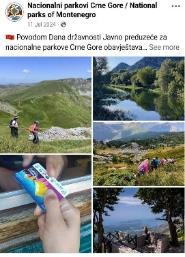 Nacionalni parkovi Crne Gore / National
parks of Montenegro
11 Jul 2024 ·
Povodom Dana državnosti Javno preduzeće za
nacionalne parkove Crne Gore obavještava... See more